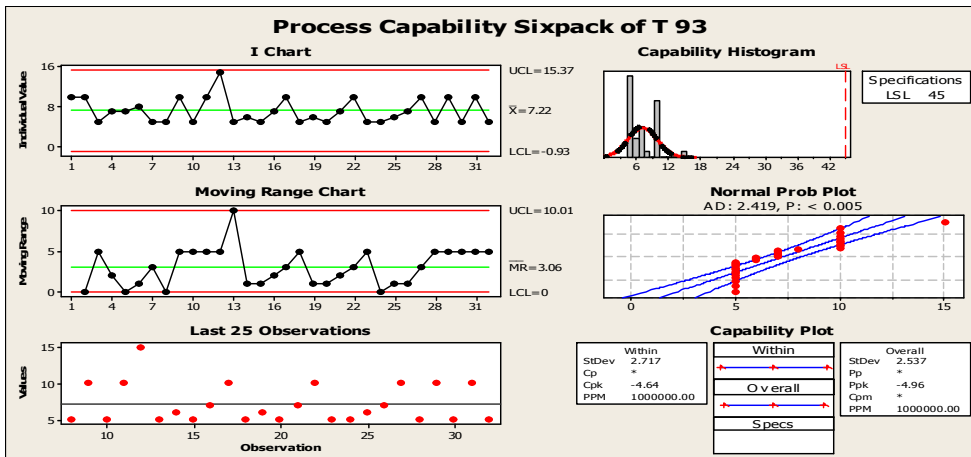 Process Capability Sixpack of T 93
I Chart
Individual Value
16
8
0
UCL=15.37
X=7.22
LCL=-0.93
1 4 7 10 13 16 19 22 25 28 31
Moving Range Chart
Moving Range
10
5
0
UCL=10.01
MR=3.06
LCL=0
1 4 7 10 13 16 19 22 25 28 31
Last 25 Observations
Values
15
10
5
10 15 20 25 30
Observation
Capability Histogram
LSL
6 12 18 24 30 36 42
Specifications
LSL 45
Normal Prob Plot
AD: 2.419, P: < 0.005
0 5 10 15
Capability Plot
Within
StDev 2.717
Cp *
Cpk -4.64
PPM 1000000.00
Within
Overall
Specs
Overall
StDev 2.537
Pp *
Ppk -4.96
Cpm *
PPM 1000000.00